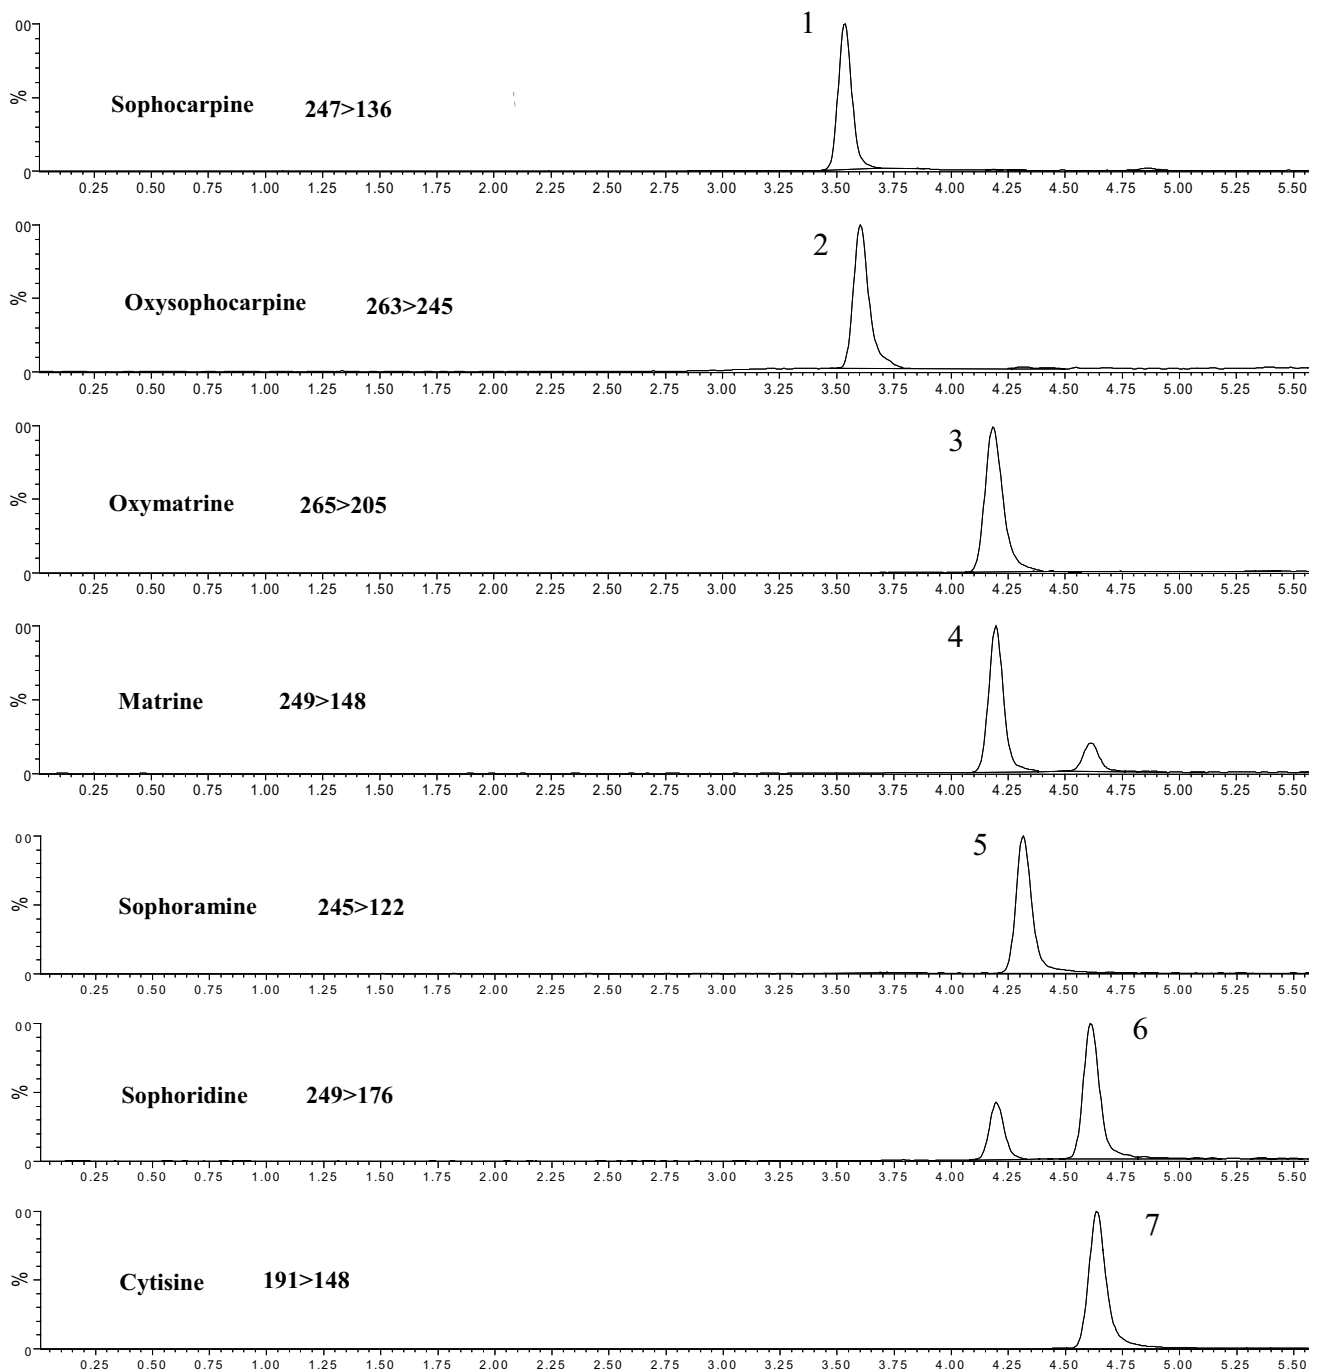 1
00
%
Sophocarpine 247>136
0.25 0.50 0.75 1.00 1.25 1.50 1.75 2.00 2.25 2.50 2.75 3.00 3.25 3.50 3.75 4.00 4.25 4.50 4.75 5.00 5.25 5.50
00
2
%
Oxysophocarpine 263>245
0
0.25 0.50 0.75 1.00 1.25 1.50 1.75 2.00 2.25 2.50 2.75 3.00 3.25 3.50 3.75 4.00 4.25 4.50 4.75 5.00 5.25 5.50
00
3
%
Oxymatrine 265>205
0
0.25 0.50 0.75 1.00 1.25 1.50 1.75 2.00 2.25 2.50 2.75 3.00 3.25 3.50 3.75 4.00 4.25 4.50 4.75 5.00 5.25 5.50
00
4
%
Matrine 249>148
0
0.25 0.50 0.75 1.00 1.25 1.50 1.75 2.00 2.25 2.50 2.75 3.00 3.25 3.50 3.75 4.00 4.25 4.50 4.75 5.00 5.25 5.50
00
5
%
Sophoramine 245>122
0
0.25 0.50 0.75 1.00 1.25 1.50 1.75 2.00 2.25 2.50 2.75 3.00 3.25 3.50 3.75 4.00 4.25 4.50 4.75 5.00 5.25 5.50
00
6
%
Sophoridine 249>176
0
0.25 0.50 0.75 1.00 1.25 1.50 1.75 2.00 2.25 2.50 2.75 3.00 3.25 3.50 3.75 4.00 4.25 4.50 4.75 5.00 5.25 5.50
00
7
%
Cytisine 191>148
0
0.25 0.50 0.75 1.00 1.25 1.50 1.75 2.00 2.25 2.50 2.75 3.00 3.25 3.50 3.75 4.00 4.25 4.50 4.75 5.00 5.25 5.50